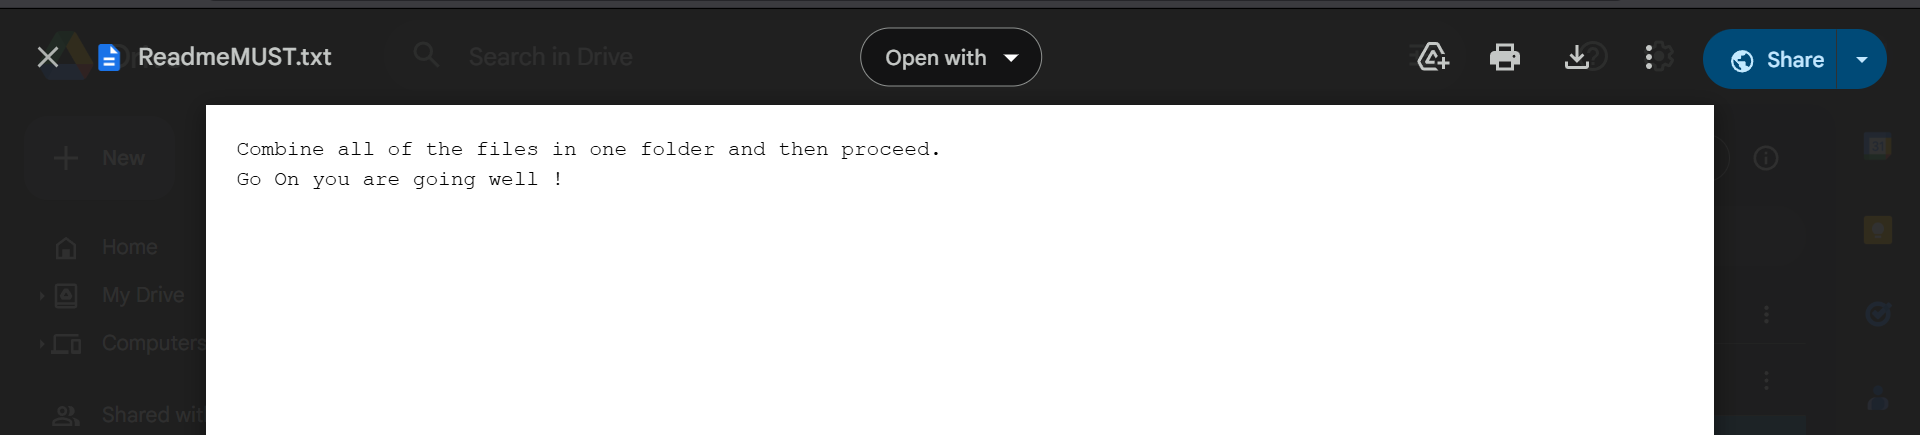 ReadmeMUST.txt
Search in Drive
Open with
Share
New
Combine all of the files in one folder and then proceed.
Go On you are going well !
Home
My Drive
Computers
Shared wit